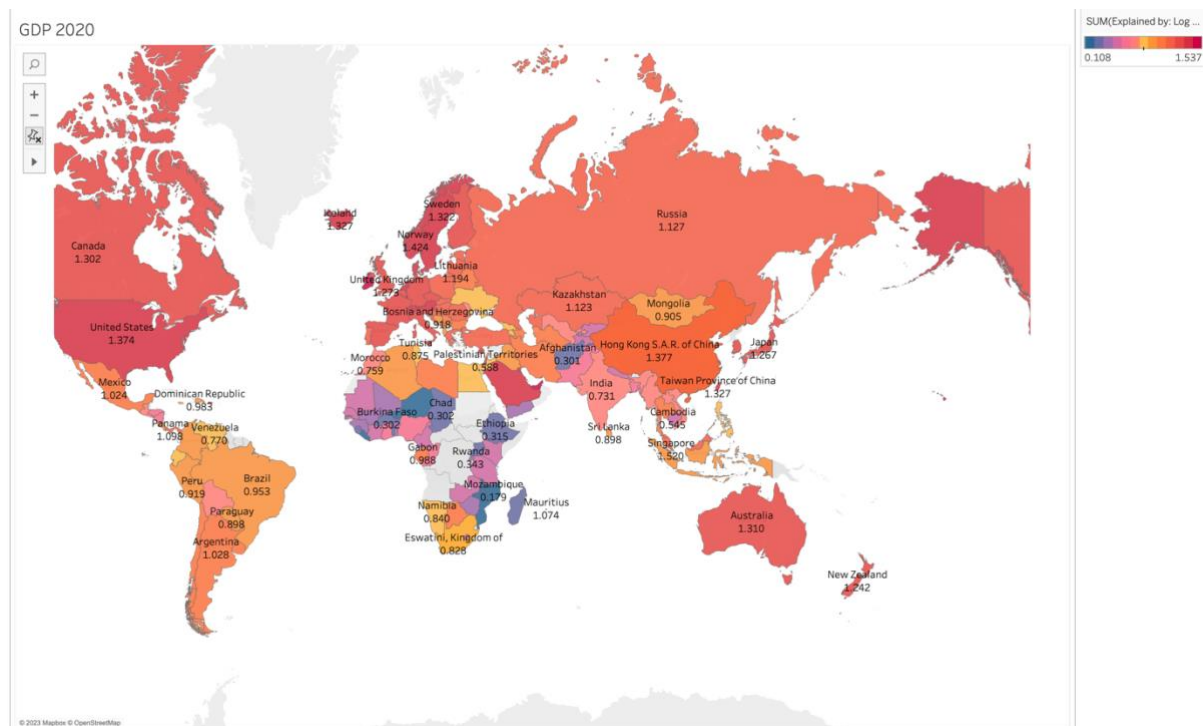 GDP 2020
SUM(Explained by: Log ...
0.108
1.537
Iceland
1.327
Sweden
1.322
Norway
1.424
Russia
1.127
Canada
1.302
Lithuania
1.194
United Kingdom
1.273
Kazakhstan
1.123
Mongolia
0.905
Bosnia and Herzegovina
0.918
United States
1.374
Tunisia
0.875
Palestinian Territories
0.588
Afghanistan
0.301
Hong Kong S.A.R. of China
1.377
Japan
1.267
Morocco
0.759
Mexico
1.024
Dominican Republic
0.983
India
0.731
Taiwan Province of China
1.327
Burkina Faso
0.302
Chad
0.302
Ethiopia
0.315
Cambodia
0.545
Panama
1.098
Venezuela
0.770
Sri Lanka
0.898
Gabon
0.988
Rwanda
0.343
Singapore
1.520
Peru
0.919
Brazil
0.953
Mozambique
0.179
Mauritius
1.074
Paraguay
0.898
Namibia
0.840
Australia
1.310
Argentina
1.028
Eswatini, Kingdom of
0.828
New Zealand
1.242
© 2023 Mapbox © OpenStreetMap